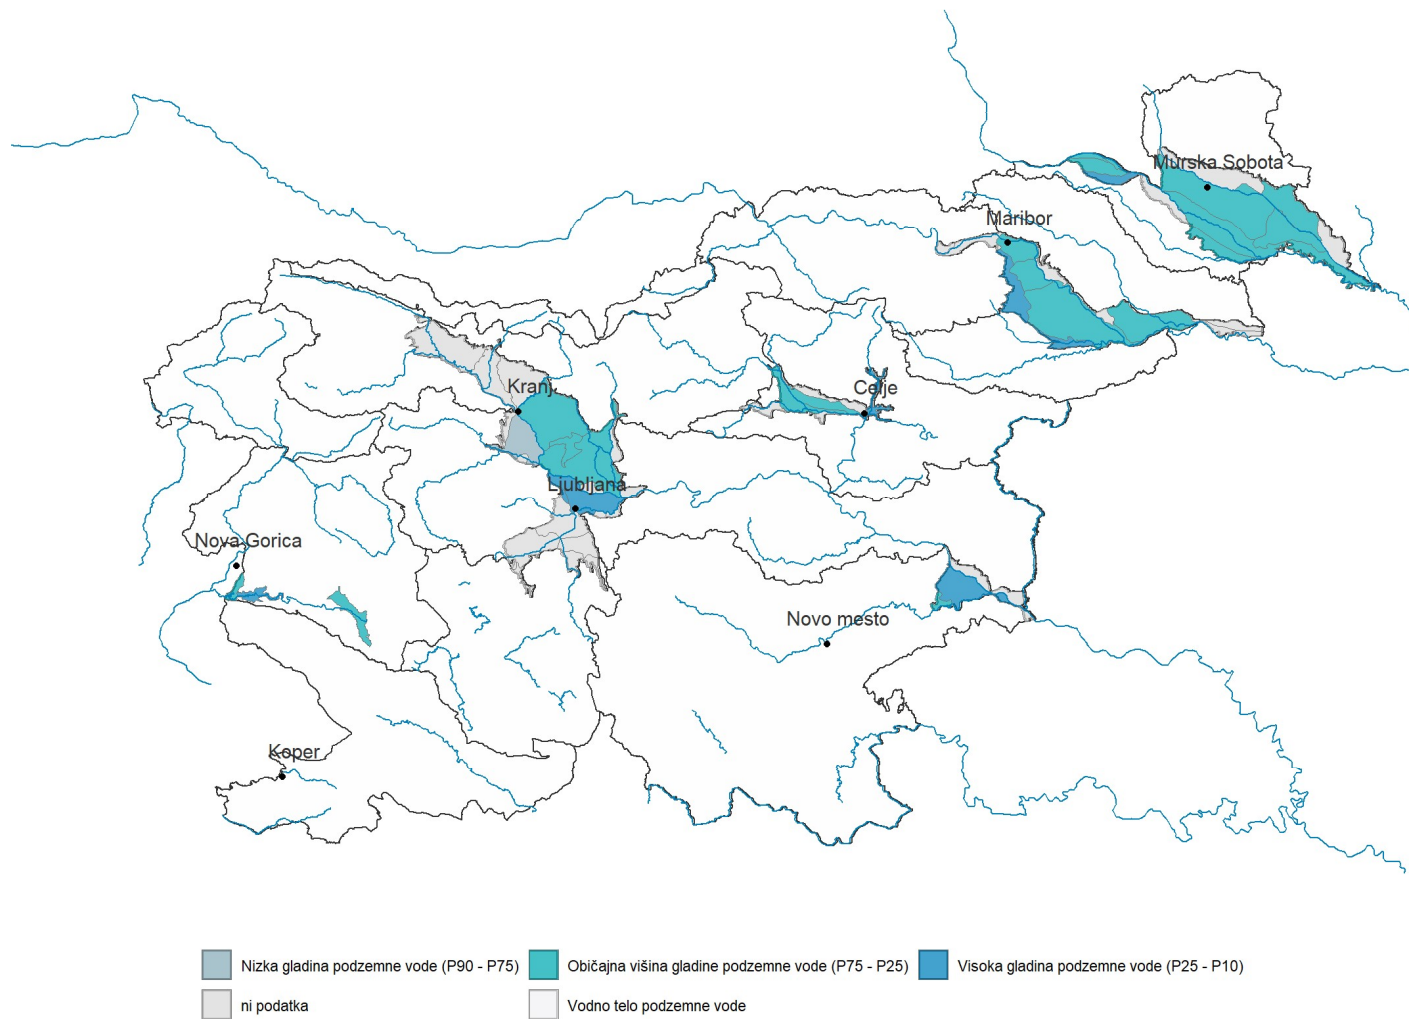 Murska Sobota
Maribor
Kranj
Celje
Ljubljana
Nova Gorica
Novo mesto
Koper
Nizka gladina podzemne vode (P90 - P75)
Običajna višina gladine podzemne vode (P75 - P25)
Visoka gladina podzemne vode (P25 - P10)
ni podatka
Vodno telo podzemne vode